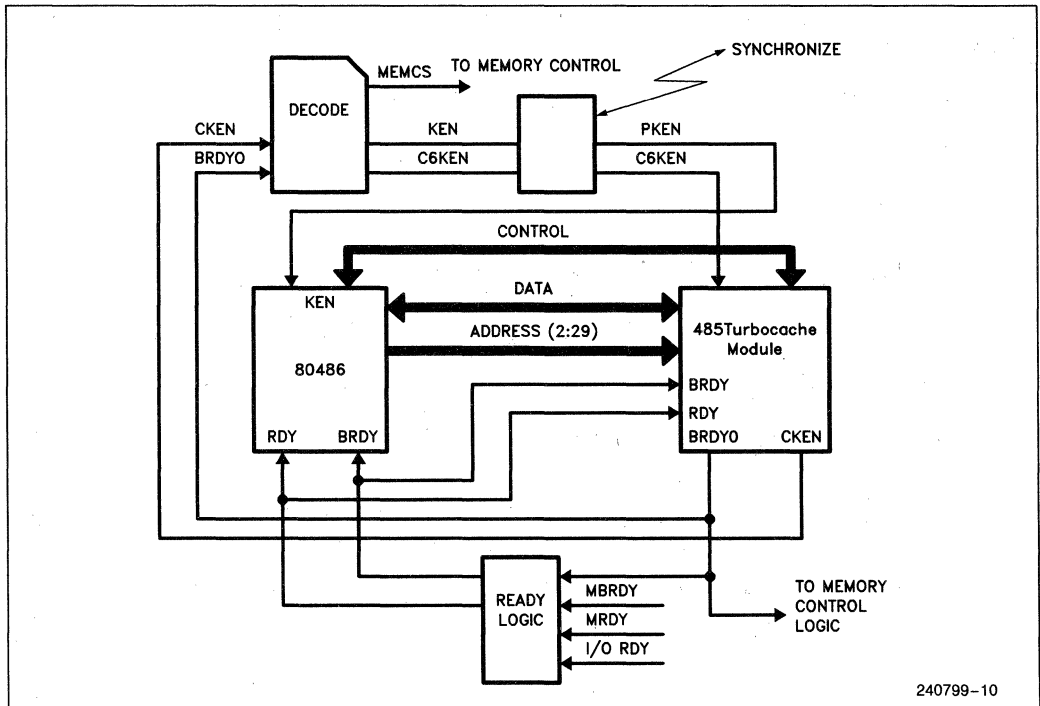 SYNCHRONIZE
MEMCS
TO MEMORY CONTROL
DECODE
CKEN
KEN
PKEN
BRDYO
C6KEN
C6KEN
CONTROL
KEN
DATA
485Turbocache
Module
ADDRESS (2:29)
80486
BRDY
RDY
RDY
BRDY
BRDYO
CKEN
READY
LOGIC
MBRDY
MRDY
I/O RDY
TO MEMORY
CONTROL
LOGIC
240799-10